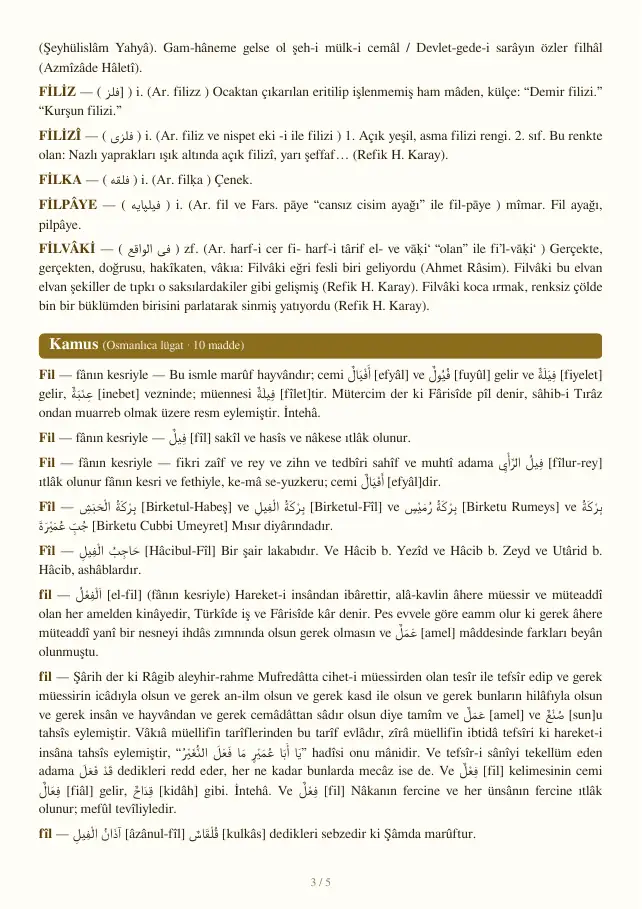 (Şeyhülislâm Yahyâ). Gam-hâneme gelse ol şeh-i mülk-i cemâl / Devlet-gede-i sarâyın özler filhâl
(Azmîzâde Hâletî).
FİLİZ — ( فلز] ) i. (Ar. filizz ) Ocaktan çıkarılan eritilip işlenmemiş ham mâden, külçe: “Demir filizi.”
“Kurşun filizi.”
FİLİZÎ — ( فلزى ) i. (Ar. filiz ve nispet eki -i ile filizi ) 1. Açık yeşil, asma filizi rengi. 2. sıf. Bu renkte
olan: Nazlı yaprakları ışık altında açık filizî, yarı şeffaf… (Refik H. Karay).
FİLKA — ( فلقه ) i. (Ar. filḳa ) Çenek.
FİLPÂYE — ( فيلپايه ) i. (Ar. fil ve Fars. pāye “cansız cisim ayağı” ile fil-pāye ) mîmar. Fil ayağı,
pilpâye.
FİLVÂKİ — ( فى الواقع ) zf. (Ar. harf-i cer fi- harf-i târif el- ve vāḳi‘ “olan” ile fi’l-vāḳi‘ ) Gerçekte,
gerçekten, doğrusu, hakîkaten, vâkıa: Filvâki eğri fesli biri geliyordu (Ahmet Râsim). Filvâki bu elvan
elvan şekiller de tıpkı o saksılardakiler gibi gelişmiş (Refik H. Karay). Filvâki koca ırmak, renksiz çölde
bin bir büklümden birisini parlatarak sinmiş yatıyordu (Refik H. Karay).
Kamus (Osmanlıca lügat · 10 madde)
Fil — fânın kesriyle — Bu ismle marûf hayvândır; cemi أَفْيَالٌ [efyâl] ve فُيُولٌ [fuyûl] gelir ve فِيَلَةٌ [fiyelet]
gelir, عِنَبَةٌ [inebet] vezninde; müennesi فِيلَةٌ [fîlet]tir. Mütercim der ki Fârisîde pîl denir, sâhib-i Tırâz
ondan muarreb olmak üzere resm eylemiştir. İntehâ.
Fil — fânın kesriyle — فِيلٌ [fîl] sakîl ve hasîs ve nâkese ıtlâk olunur.
Fil — fânın kesriyle — fikri zaîf ve rey ve zihn ve tedbîri sahîf ve muhtî adama فِيلُ الرَّأْيِ [fîlur-rey]
ıtlâk olunur fânın kesri ve fethiyle, ke-mâ se-yuzkeru; cemi أَفْيَالٌ [efyâl]dir.
Fîl — بِرْكَةُ الْحَبَشِ [Birketul-Habeş] ve بِرْكَةُ الْفِيلِ [Birketul-Fîl] ve بِرْكَةُ رُمَيْسٍ [Birketu Rumeys] ve بِرْكَةُ
جُبِّ عُمَيْرَةَ [Birketu Cubbi Umeyret] Mısır diyârındadır.
Fîl — حَاجِبُ الْفِيلِ [Hâcibul-Fîl] Bir şair lakabıdır. Ve Hâcib b. Yezîd ve Hâcib b. Zeyd ve Utârid b.
Hâcib, ashâblardır.
fiil — اَلْفِعْلُ [el-fiil] (fânın kesriyle) Hareket-i insândan ibârettir, alâ-kavlin âhere müessir ve müteaddî
olan her amelden kinâyedir, Türkîde iş ve Fârisîde kâr denir. Pes evvele göre eamm olur ki gerek âhere
müteaddî yanî bir nesneyi ihdâs zımnında olsun gerek olmasın ve عَمَلٌ [amel] mâddesinde farkları beyân
olunmuştu.
fiil — Şârih der ki Râgib aleyhir-rahme Mufredâtta cihet-i müessirden olan tesîr ile tefsîr edip ve gerek
müessirin icâdıyla olsun ve gerek an-ilm olsun ve gerek kasd ile olsun ve gerek bunların hilâfıyla olsun
ve gerek insân ve hayvândan ve gerek cemâdâttan sâdır olsun diye tamîm ve عَمَلٌ [amel] ve صُنْعٌ [sun]u
tahsîs eylemiştir. Vâkıâ müellifin tarîflerinden bu tarîf evlâdır, zîrâ müellifin ibtidâ tefsîri ki hareket-i
insâna tahsîs eylemiştir, “يَا أَبَا عُمَيْرٍ مَا فَعَلَ النُّغَيْرُ” hadîsi onu mânidir. Ve tefsîr-i sânîyi tekellüm eden
adama قَدْ فَعَلَ dedikleri redd eder, her ne kadar bunlarda mecâz ise de. Ve فِعْلٌ [fiil] kelimesinin cemi
فِعَالٌ [fiâl] gelir, قِدَاحٌ [kidâh] gibi. İntehâ. Ve فِعْلٌ [fiil] Nâkanın fercine ve her ünsânın fercine ıtlâk
olunur; mefûl tevîliyledir.
fîl — آذَانُ الْفِيلِ [âzânul-fîl] قُلْقَاسٌ [kulkâs] dedikleri sebzedir ki Şâmda marûftur.
3 / 5